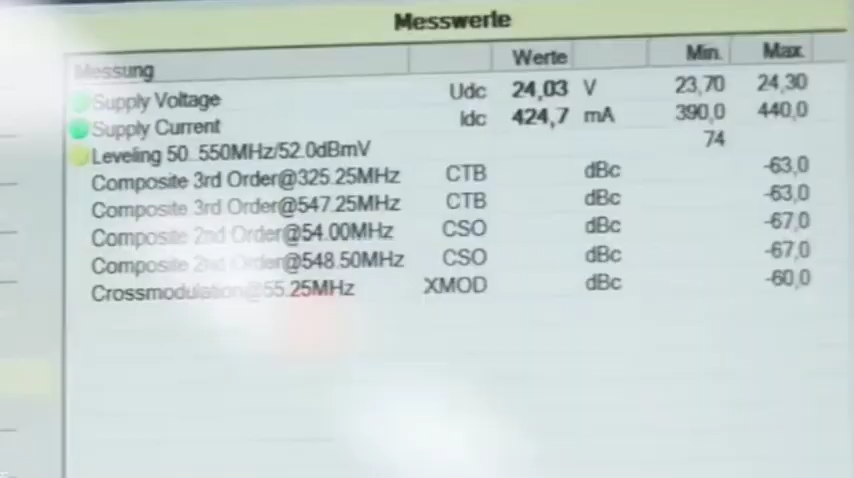 Messwerte
Messung Werte Min. Max.
Supply Voltage Udc 24,03 V 23,70 24,30
Supply Current Idc 424,7 mA 390,0 440,0
Leveling 50..550MHz/52.0dBmV 74
Composite 3rd Order@325.25MHz CTB dBc -63,0
Composite 3rd Order@547.25MHz CTB dBc -63,0
Composite 2nd Order@54.00MHz CSO dBc -67,0
Composite 2nd Order@548.50MHz CSO dBc -67,0
Crossmodulation@55.25MHz XMOD dBc -60,0